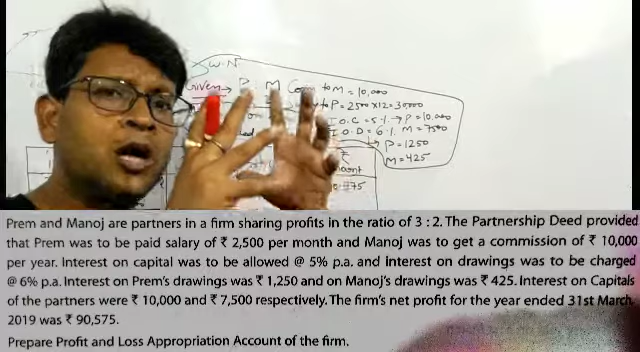 W.N
Given → P M Com to M = 10,000
to P = 2500 × 12 = 30,000
I.O.C = 5% → P = 10,000
I.O.D = 6% M = 7500
P = 1250
M = 425
Prem and Manoj are partners in a firm sharing profits in the ratio of 3 : 2. The Partnership Deed provided
that Prem was to be paid salary of ₹ 2,500 per month and Manoj was to get a commission of ₹ 10,000
per year. Interest on capital was to be allowed @ 5% p.a. and interest on drawings was to be charged
@ 6% p.a. Interest on Prem's drawings was ₹ 1,250 and on Manoj's drawings was ₹ 425. Interest on Capitals
of the partners were ₹ 10,000 and ₹ 7,500 respectively. The firm's net profit for the year ended 31st March,
2019 was ₹ 90,575.
Prepare Profit and Loss Appropriation Account of the firm.